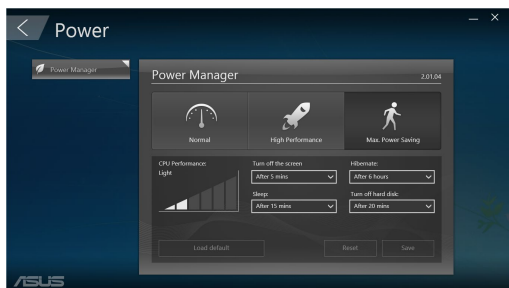 Power
Power Manager
Power Manager
2.01.04
Normal
High Performance
Max. Power Saving
CPU Performance:
Light
Turn off the screen
After 5 mins
Hibernate:
After 6 hours
Sleep:
After 15 mins
Turn off hard disk:
After 20 mins
Load default
Reset
Save
ASUS